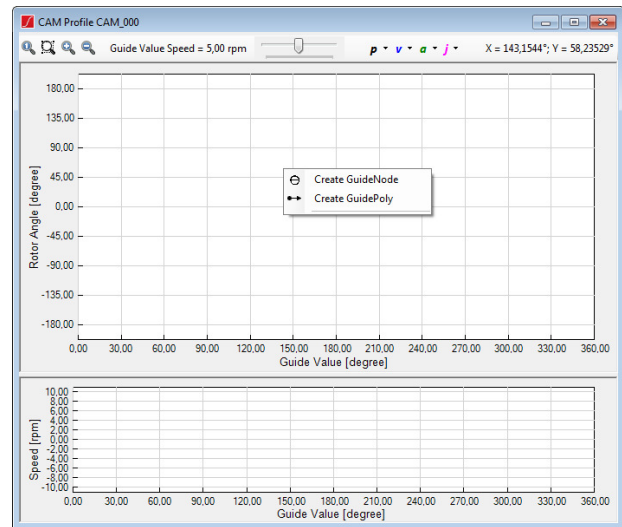 CAM Profile CAM_000
Guide Value Speed = 5,00 rpm p v a j X = 143,1544°; Y = 58,23529°
180,00
135,00
90,00
45,00
0,00
-45,00
-90,00
-135,00
-180,00
Rotor Angle [degree]
Create GuideNode
Create GuidePoly
0,00 30,00 60,00 90,00 120,00 150,00 180,00 210,00 240,00 270,00 300,00 330,00 360,00
Guide Value [degree]
10,00
8,00
6,00
4,00
2,00
0,00
-2,00
-4,00
-6,00
-8,00
-10,00
Speed [rpm]
0,00 30,00 60,00 90,00 120,00 150,00 180,00 210,00 240,00 270,00 300,00 330,00 360,00
Guide Value [degree]